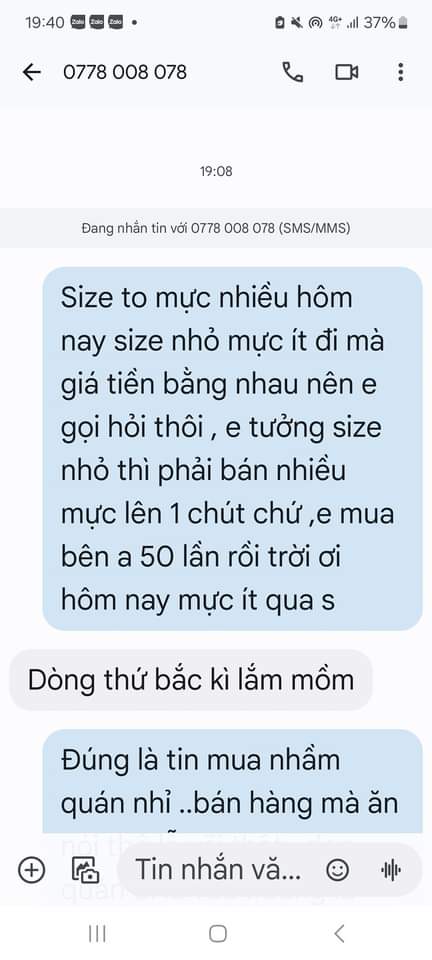 19:40 Zalo Zalo Zalo 4G+ 37%
0778 008 078
19:08
Đang nhắn tin với 0778 008 078 (SMS/MMS)
Size to mực nhiều hôm
nay size nhỏ mực ít đi mà
giá tiền bằng nhau nên e
gọi hỏi thôi , e tưởng size
nhỏ thì phải bán nhiều
mực lên 1 chút chứ ,e mua
bên a 50 lần rồi trời ơi
hôm nay mực ít qua s
Dòng thứ bắc kì lắm mồm
Đúng là tin mua nhầm
quán nhỉ ..bán hàng mà ăn
Tin nhắn vă...